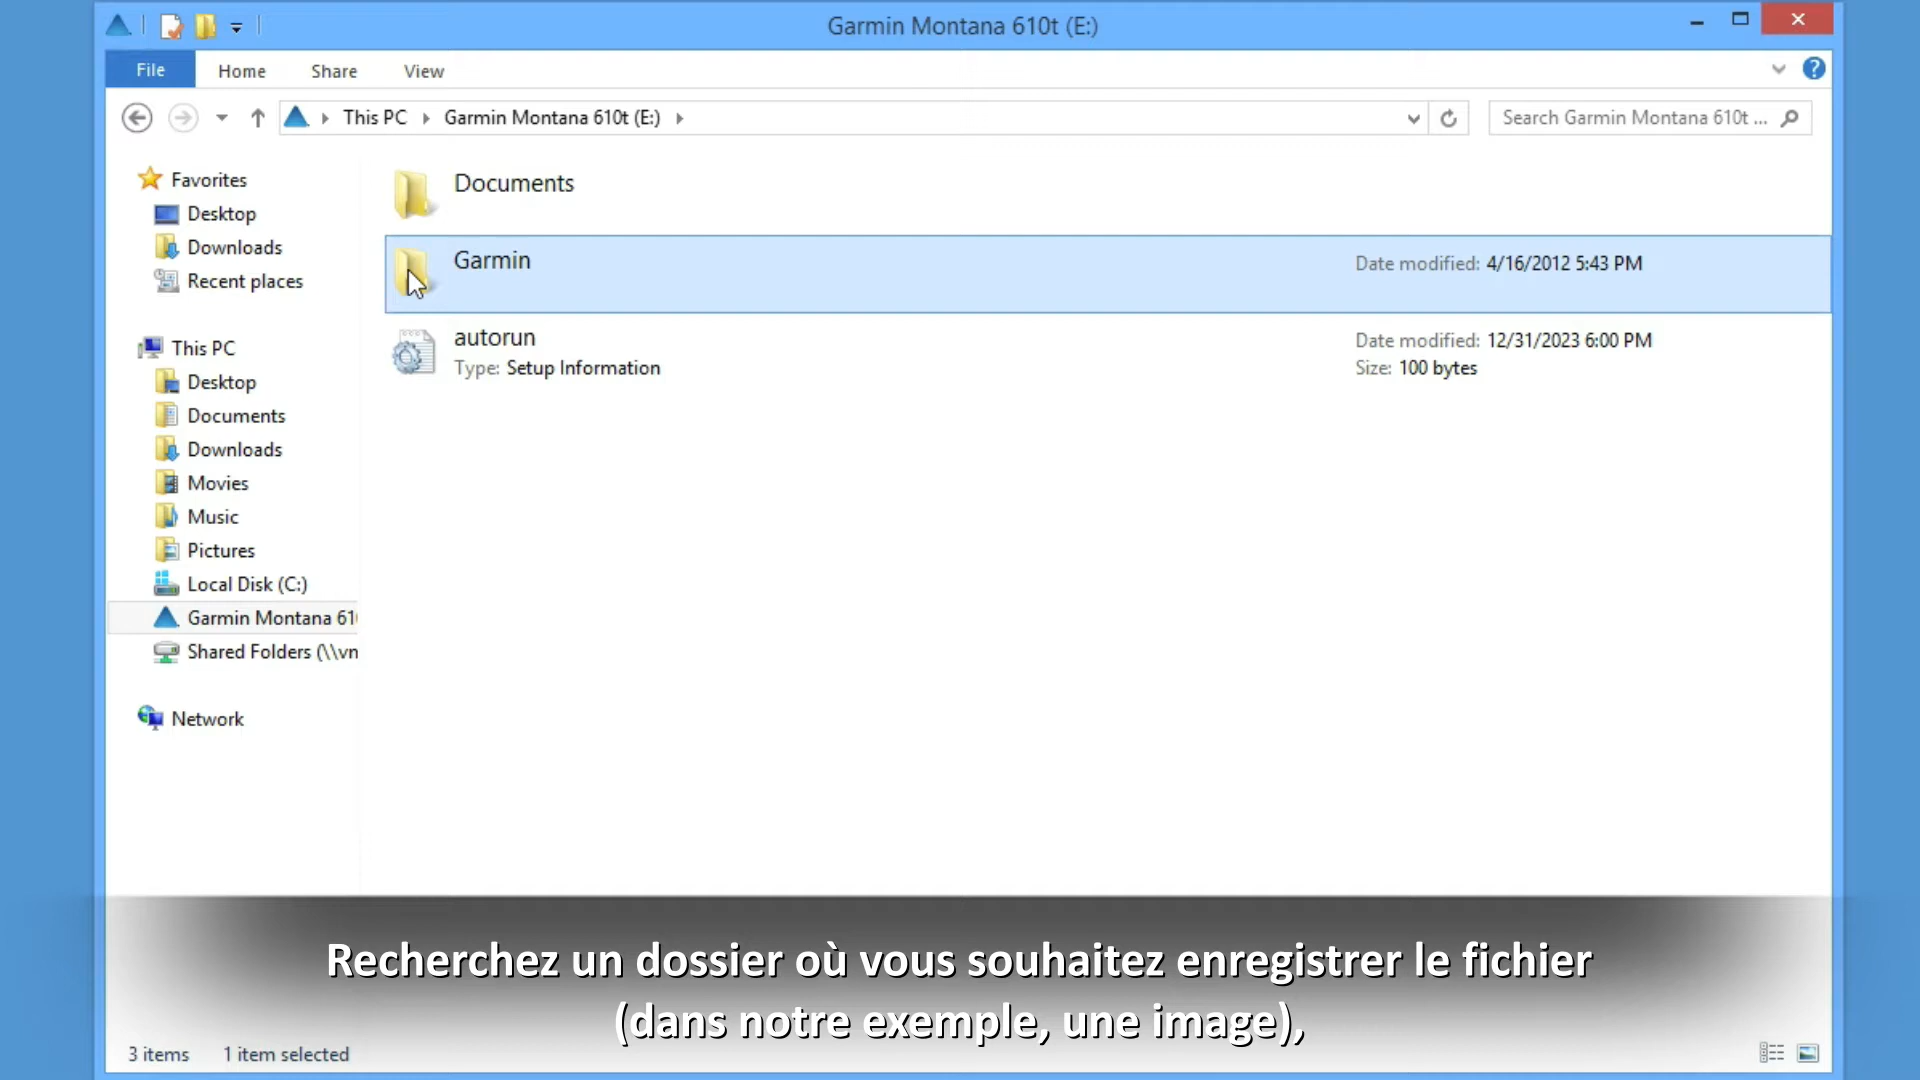 Garmin Montana 610t (E:)
File Home Share View
This PC Garmin Montana 610t (E:)
Search Garmin Montana 610t ...
Favorites
Desktop
Downloads
Recent places
This PC
Desktop
Documents
Downloads
Movies
Music
Pictures
Local Disk (C:)
Garmin Montana 61
Shared Folders (\\vn
Network
Documents
Garmin
Date modified: 4/16/2012 5:43 PM
autorun
Date modified: 12/31/2023 6:00 PM
Type: Setup Information
Size: 100 bytes
Recherchez un dossier où vous souhaitez enregistrer le fichier
(dans notre exemple, une image),
3 items 1 item selected